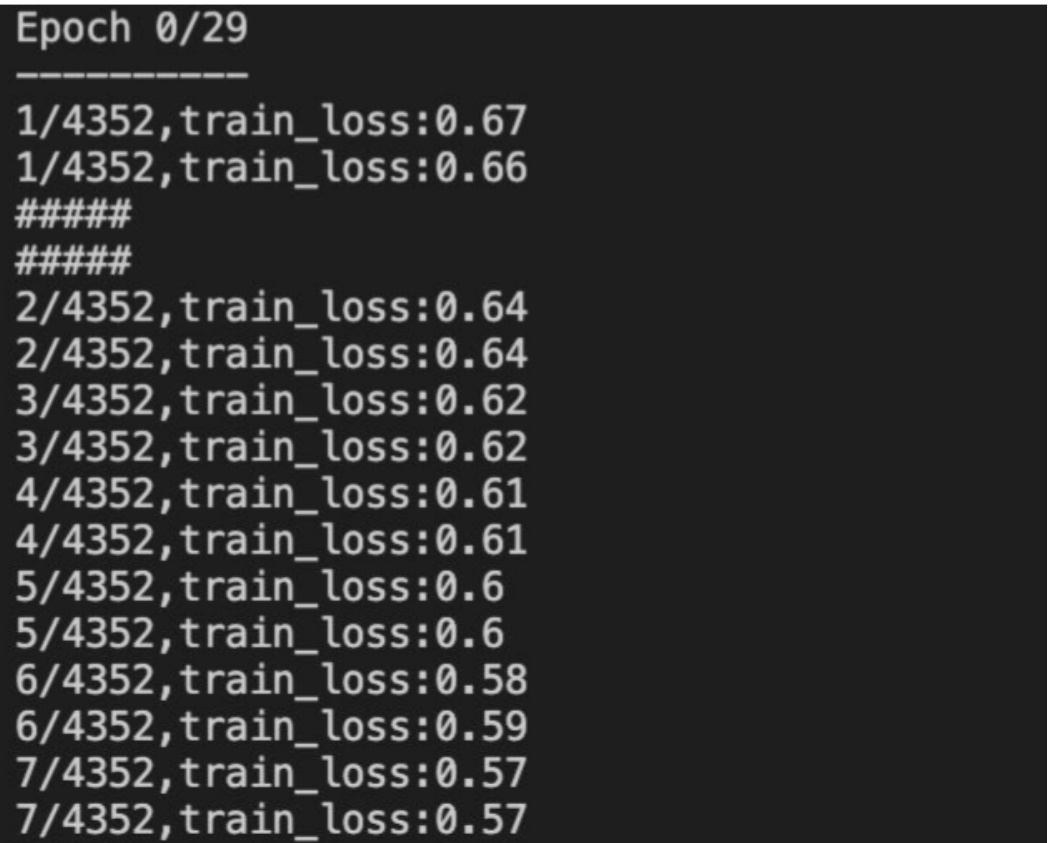 Epoch 0/29
----------
1/4352,train_loss:0.67
1/4352,train_loss:0.66
#####
#####
2/4352,train_loss:0.64
2/4352,train_loss:0.64
3/4352,train_loss:0.62
3/4352,train_loss:0.62
4/4352,train_loss:0.61
4/4352,train_loss:0.61
5/4352,train_loss:0.6
5/4352,train_loss:0.6
6/4352,train_loss:0.58
6/4352,train_loss:0.59
7/4352,train_loss:0.57
7/4352,train_loss:0.57